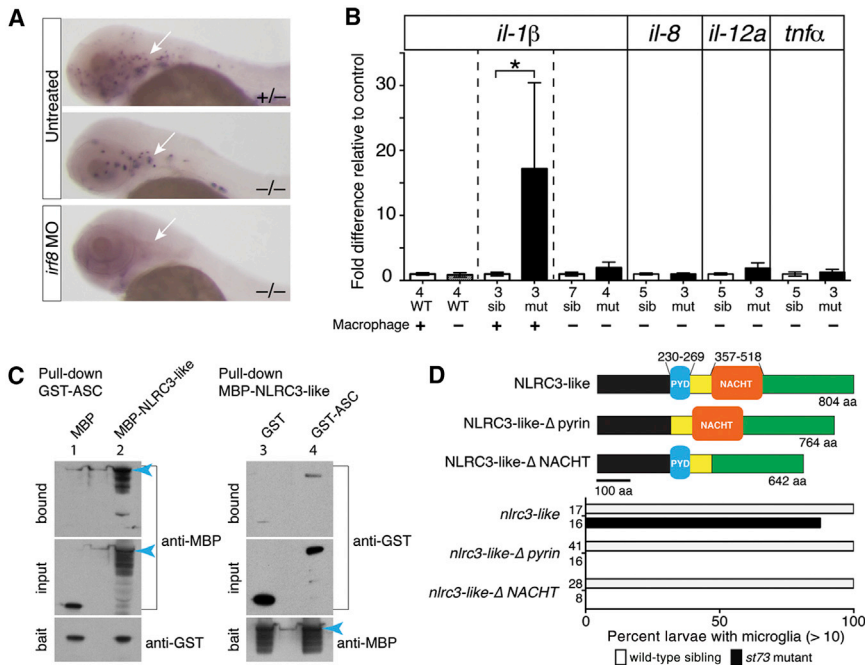 A
Untreated
+/–
–/–
irf8 MO
–/–
B
il-1β
il-8
il-12a
tnfα
Fold difference relative to control
30
20
10
0
*
4 4 3 3 7 4 5 3 5 3 5 3
WT WT sib mut sib mut sib mut sib mut sib mut
Macrophage + – + + – – – – – – – –
C
Pull-down
GST-ASC
MBP
MBP-NLRC3-like
1 2
bound
input
bait
anti-MBP
anti-GST
Pull-down
MBP-NLRC3-like
GST
GST-ASC
3 4
bound
input
bait
anti-GST
anti-MBP
D
230-269 357-518
NLRC3-like
PYD
NACHT
804 aa
NLRC3-like-Δ pyrin
NACHT
764 aa
NLRC3-like-Δ NACHT
PYD
642 aa
100 aa
nlrc3-like
17
16
nlrc3-like-Δ pyrin
41
16
nlrc3-like-Δ NACHT
28
8
0 50 100
Percent larvae with microglia (> 10)
wild-type sibling
st73 mutant